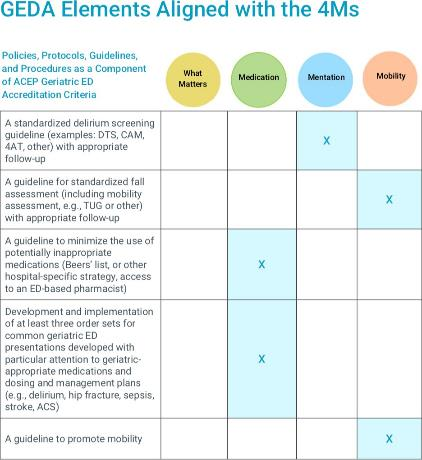 GEDA Elements Aligned with the 4Ms
Policies, Protocols, Guidelines,
and Procedures as a Component
of ACEP Geriatric ED
Accreditation Criteria
What
Matters
Medication
Mentation
Mobility
A standardized delirium screening
guideline (examples: DTS, CAM,
4AT, other) with appropriate
follow-up
X
A guideline for standardized fall
assessment (including mobility
assessment, e.g., TUG or other)
with appropriate follow-up
X
A guideline to minimize the use of
potentially inappropriate
medications (Beers' list, or other
hospital-specific strategy, access
to an ED-based pharmacist)
X
Development and implementation
of at least three order sets for
common geriatric ED
presentations developed with
particular attention to geriatric-
appropriate medications and
dosing and management plans
(e.g., delirium, hip fracture, sepsis,
stroke, ACS)
X
A guideline to promote mobility
X